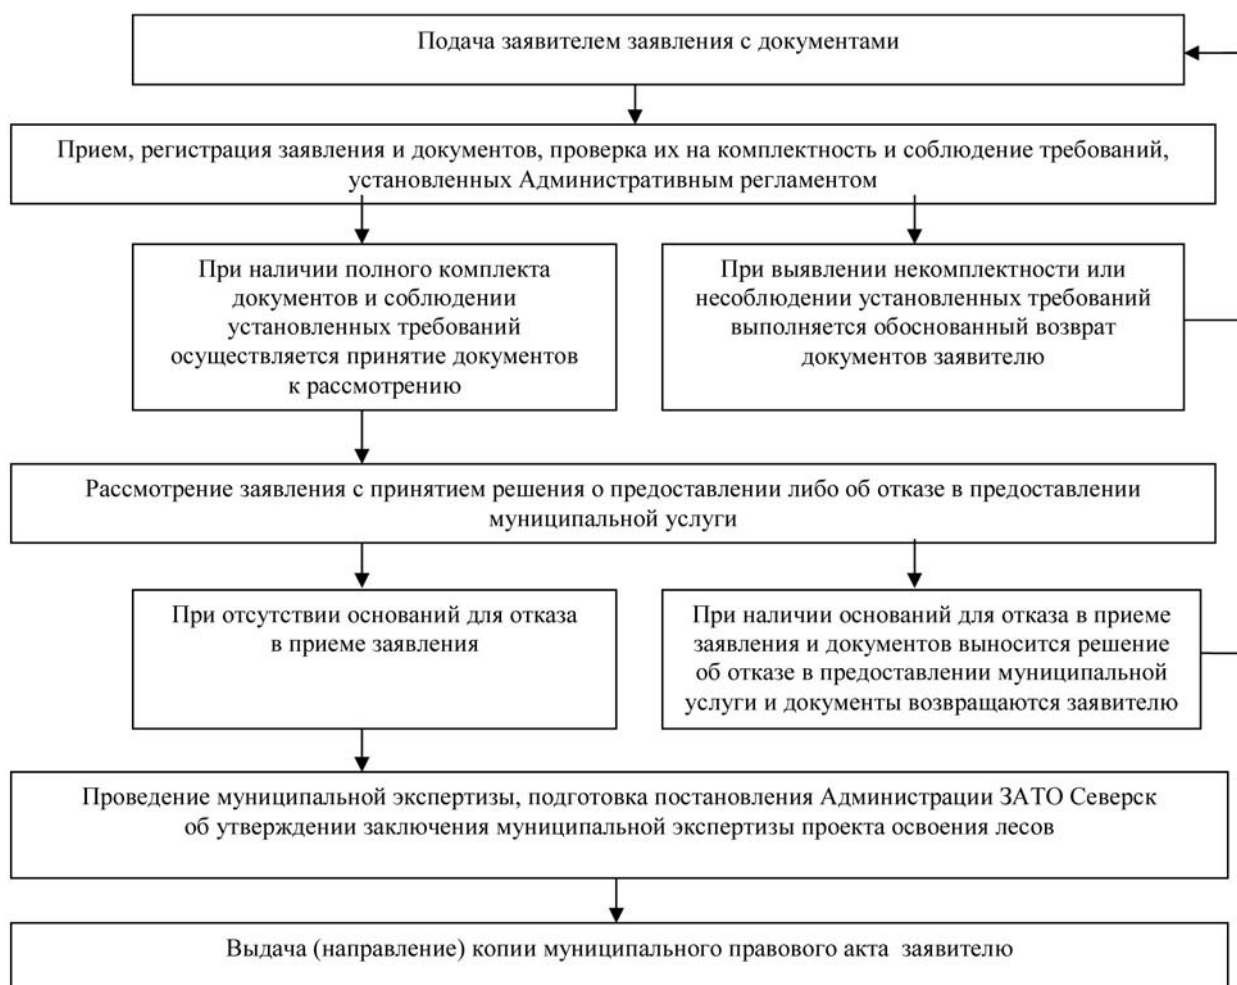 Подача заявителем заявления с документами
Прием, регистрация заявления и документов, проверка их на комплектность и соблюдение требований,
установленных Административным регламентом
При наличии полного комплекта
документов и соблюдении
установленных требований
осуществляется принятие документов
к рассмотрению
При выявлении некомплектности или
несоблюдении установленных требований
выполняется обоснованный возврат
документов заявителю
Рассмотрение заявления с принятием решения о предоставлении либо об отказе в предоставлении
муниципальной услуги
При отсутствии оснований для отказа
в приеме заявления
При наличии оснований для отказа в приеме
заявления и документов выносится решение
об отказе в предоставлении муниципальной
услуги и документы возвращаются заявителю
Проведение муниципальной экспертизы, подготовка постановления Администрации ЗАТО Северск
об утверждении заключения муниципальной экспертизы проекта освоения лесов
Выдача (направление) копии муниципального правового акта заявителю